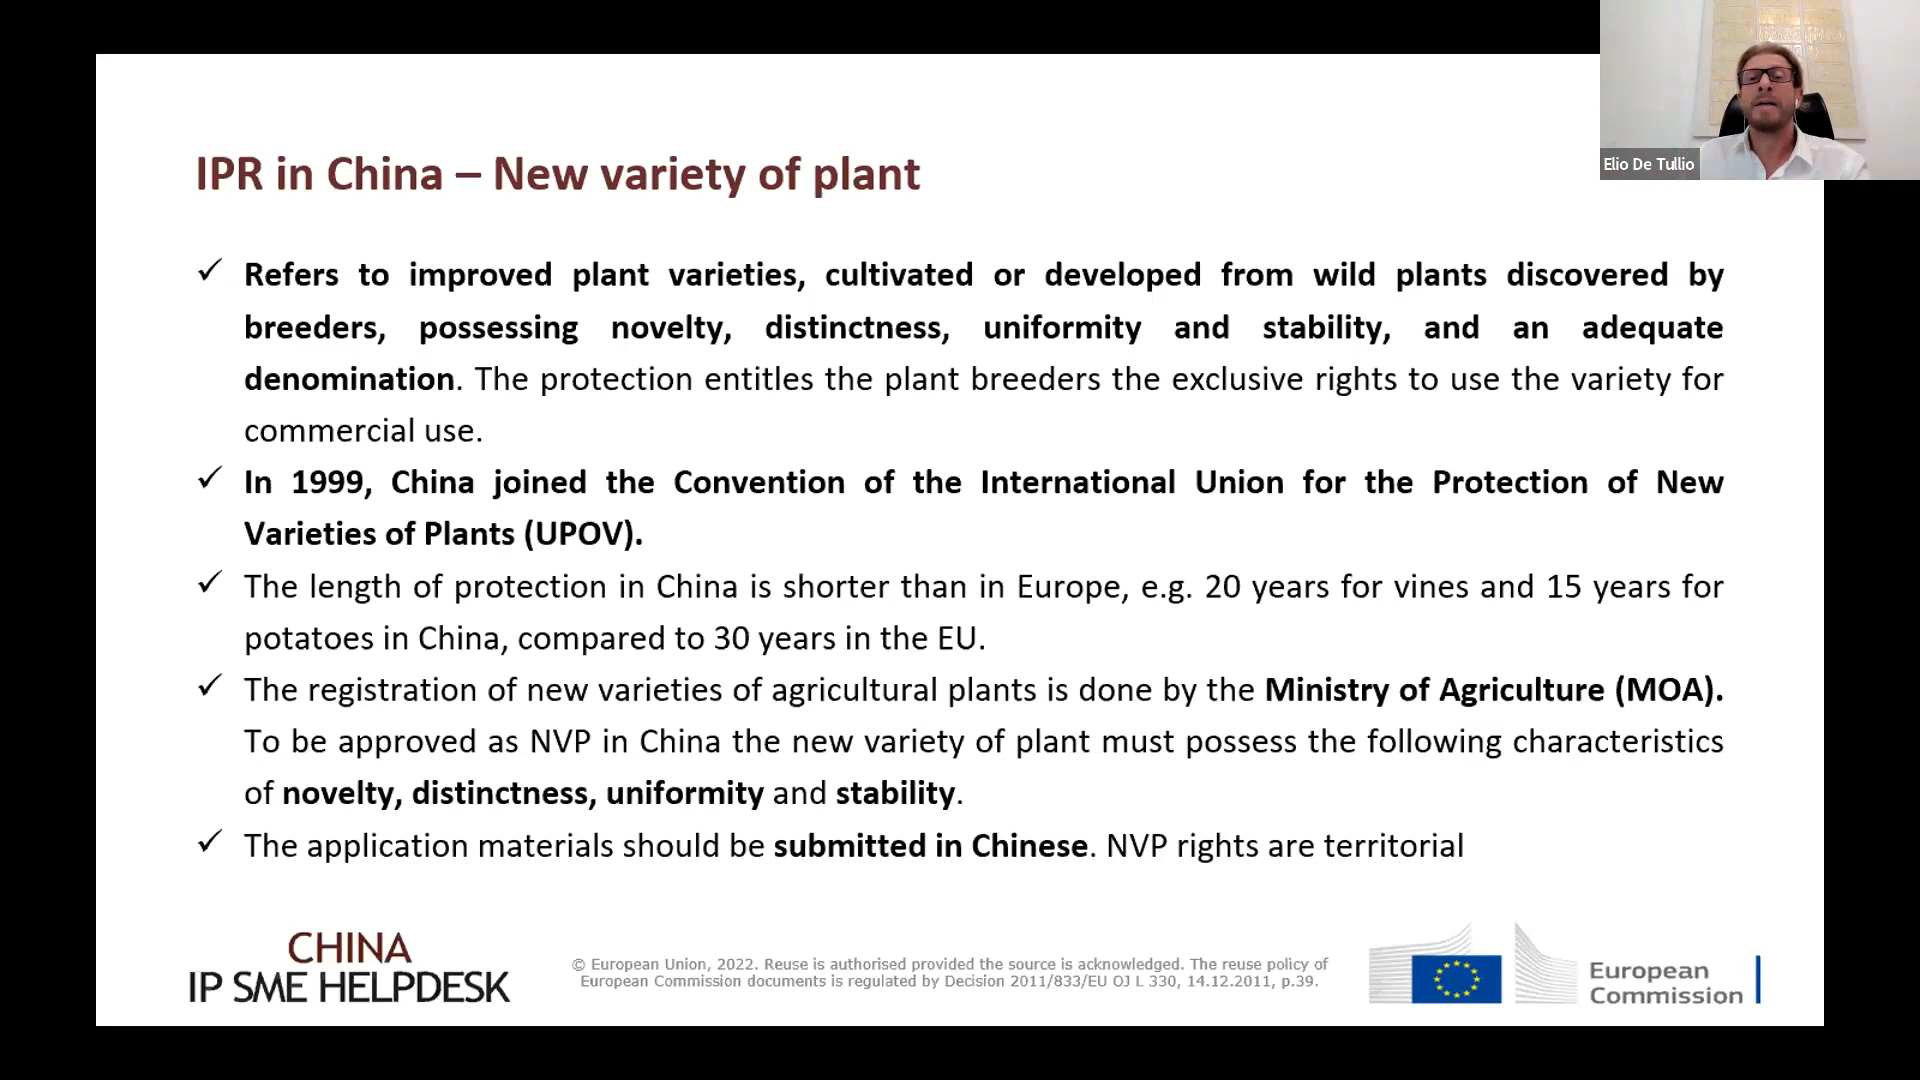 Elio De Tullio
IPR in China – New variety of plant
✓ Refers to improved plant varieties, cultivated or developed from wild plants discovered by
breeders, possessing novelty, distinctness, uniformity and stability, and an adequate
denomination. The protection entitles the plant breeders the exclusive rights to use the variety for
commercial use.
✓ In 1999, China joined the Convention of the International Union for the Protection of New
Varieties of Plants (UPOV).
✓ The length of protection in China is shorter than in Europe, e.g. 20 years for vines and 15 years for
potatoes in China, compared to 30 years in the EU.
✓ The registration of new varieties of agricultural plants is done by the Ministry of Agriculture (MOA).
To be approved as NVP in China the new variety of plant must possess the following characteristics
of novelty, distinctness, uniformity and stability.
✓ The application materials should be submitted in Chinese. NVP rights are territorial
CHINA
IP SME HELPDESK
© European Union, 2022. Reuse is authorised provided the source is acknowledged. The reuse policy of
European Commission documents is regulated by Decision 2011/833/EU OJ L 330, 14.12.2011, p.39.
European
Commission